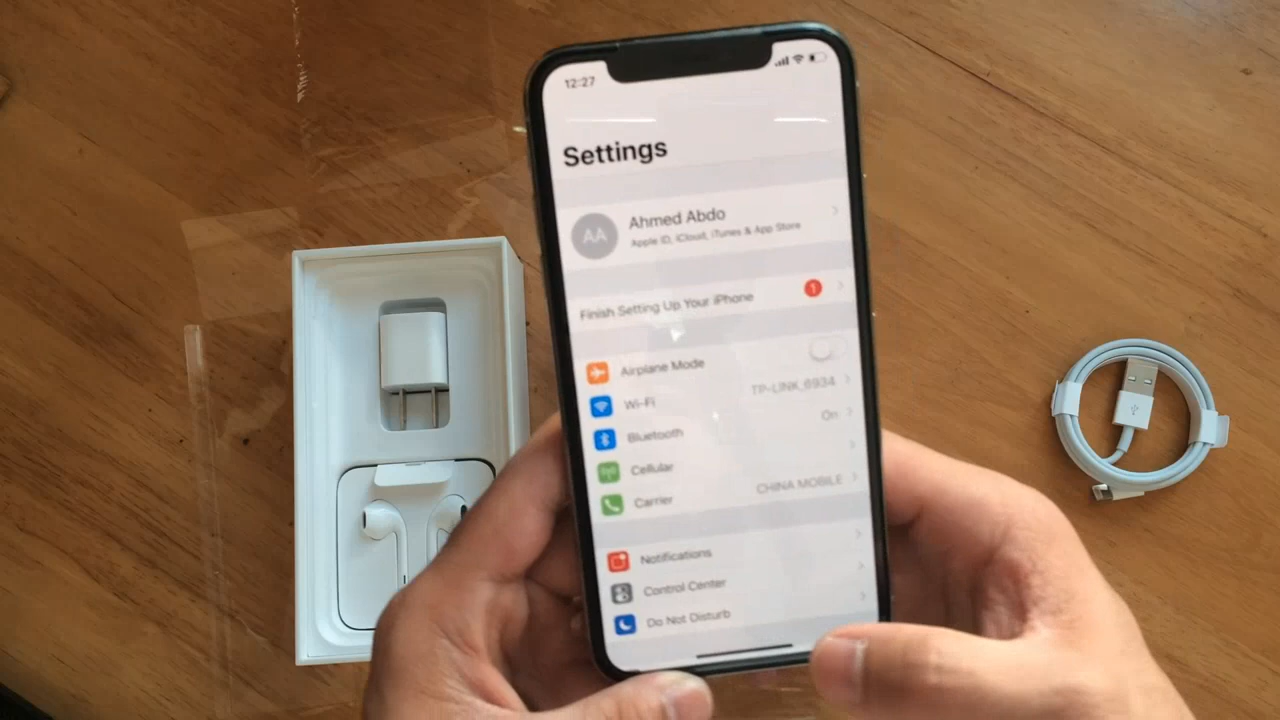 12:27
Settings
AA
Ahmed Abdo
Apple ID, iCloud, iTunes & App Store
Finish Setting Up Your iPhone 1
Airplane Mode
Wi-Fi TP-LINK_6934
Bluetooth On
Cellular
Carrier CHINA MOBILE
Notifications
Control Center
Do Not Disturb